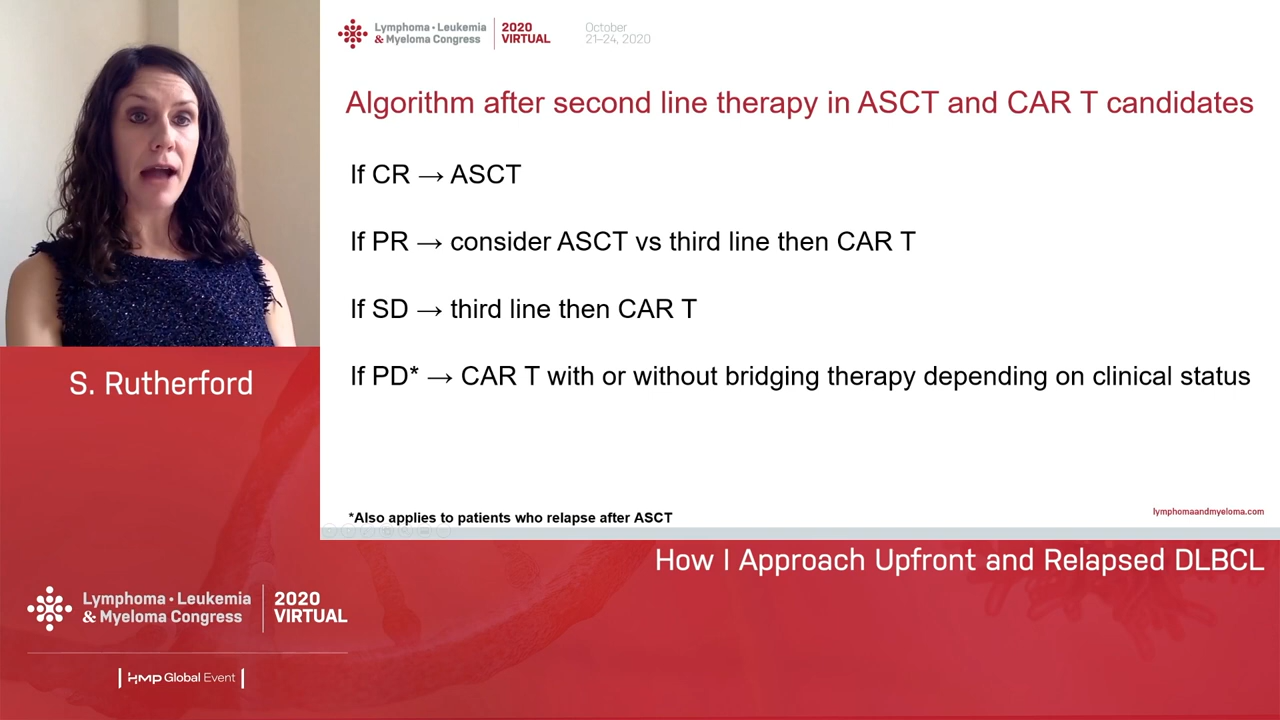 Lymphoma • Leukemia
& Myeloma Congress
2020
VIRTUAL
October
21–24, 2020
Algorithm after second line therapy in ASCT and CAR T candidates
If CR → ASCT
If PR → consider ASCT vs third line then CAR T
If SD → third line then CAR T
If PD* → CAR T with or without bridging therapy depending on clinical status
*Also applies to patients who relapse after ASCT
lymphomaandmyeloma.com
S. Rutherford
How I Approach Upfront and Relapsed DLBCL
Lymphoma • Leukemia
& Myeloma Congress
2020
VIRTUAL
HMP Global Event